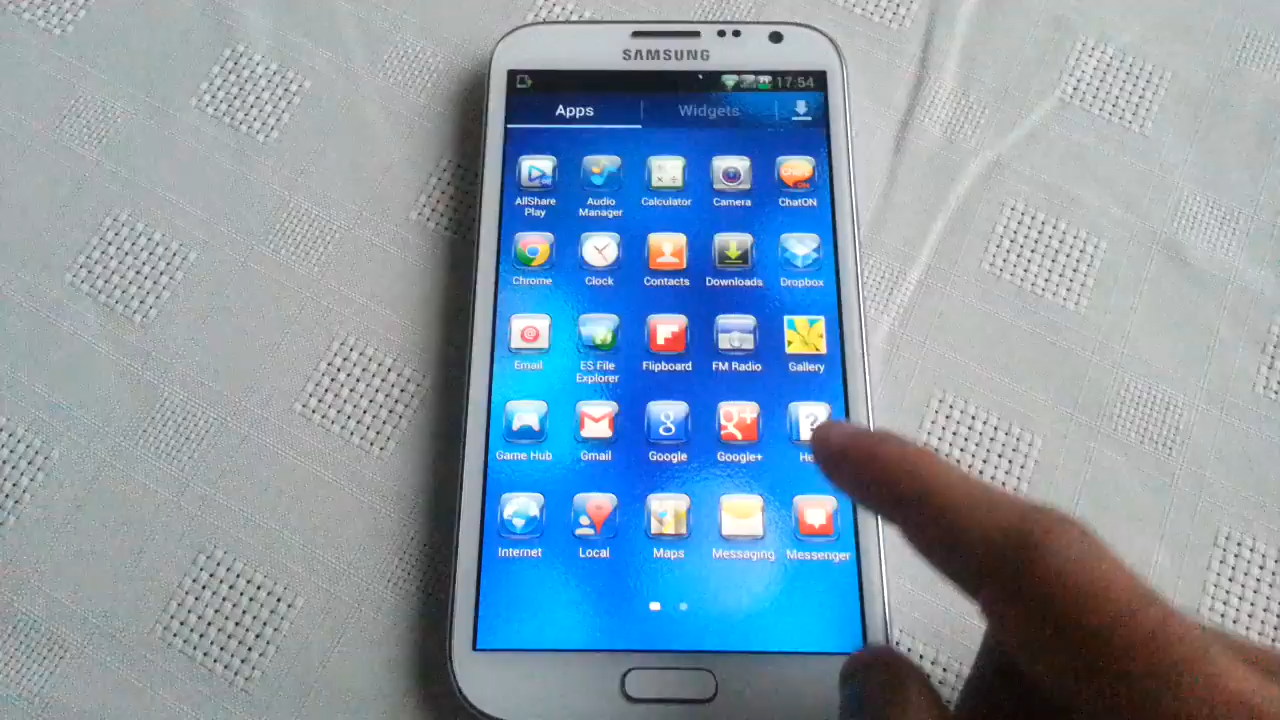 SAMSUNG
17:54
Apps
Widgets
AllShare Play
Audio Manager
Calculator
Camera
ChatON
Chrome
Clock
Contacts
Downloads
Dropbox
Email
ES File Explorer
Flipboard
FM Radio
Gallery
Game Hub
Gmail
Google
Google+
Internet
Local
Maps
Messaging
Messenger